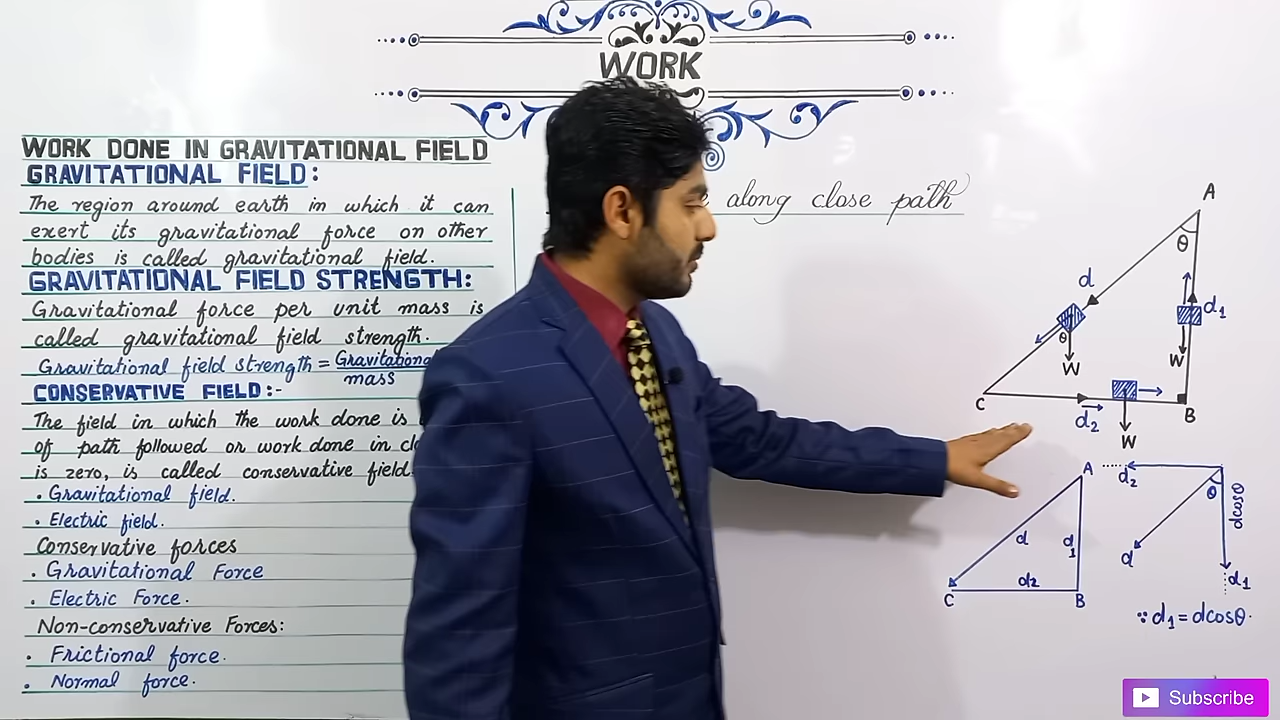 WORK
WORK DONE IN GRAVITATIONAL FIELD
GRAVITATIONAL FIELD:
The region around earth in which it can
exert its gravitational force on other
bodies is called gravitational field.
GRAVITATIONAL FIELD STRENGTH:
Gravitational force per unit mass is
called gravitational field strength.
Gravitational field strength = Gravitational
mass
CONSERVATIVE FIELD:-
The field in which the work done is
of path followed or work done in
is zero, is called conservative field.
• Gravitational field.
• Electric field.
Conservative forces
• Gravitational Force
• Electric Force.
Non-conservative Forces:
• Frictional force.
• Normal force.
along close path
A
θ
d
d1
θ
W
W
C
d2
B
W
A
d
d1
d2
C
B
d2
θ
dcosθ
d
d1
∵ d1 = dcosθ.
Subscribe